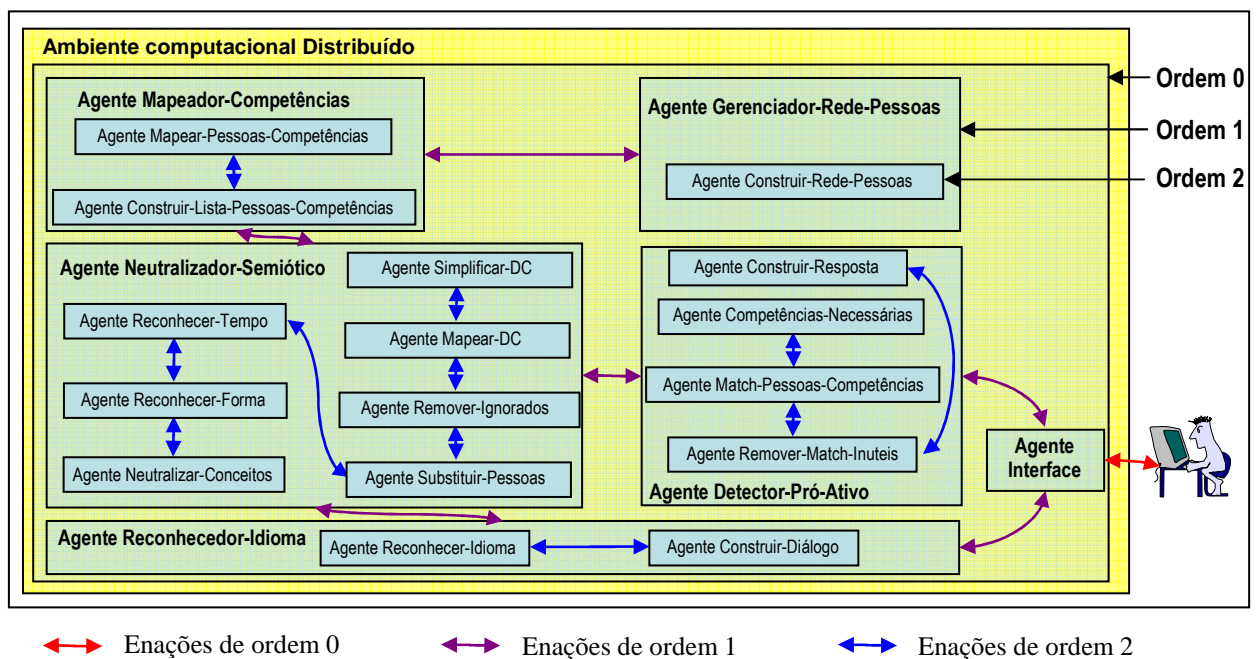 Ambiente computacional Distribuído
Ordem 0
Ordem 1
Ordem 2
Agente Mapeador-Competências
Agente Mapear-Pessoas-Competências
Agente Construir-Lista-Pessoas-Competências
Agente Gerenciador-Rede-Pessoas
Agente Construir-Rede-Pessoas
Agente Neutralizador-Semiótico
Agente Reconhecer-Tempo
Agente Reconhecer-Forma
Agente Neutralizar-Conceitos
Agente Simplificar-DC
Agente Mapear-DC
Agente Remover-Ignorados
Agente Substituir-Pessoas
Agente Construir-Resposta
Agente Competências-Necessárias
Agente Match-Pessoas-Competências
Agente Remover-Match-Inuteis
Agente Detector-Pró-Ativo
Agente
Interface
Agente Reconhecedor-Idioma
Agente Reconhecer-Idioma
Agente Construir-Diálogo
Enações de ordem 0
Enações de ordem 1
Enações de ordem 2